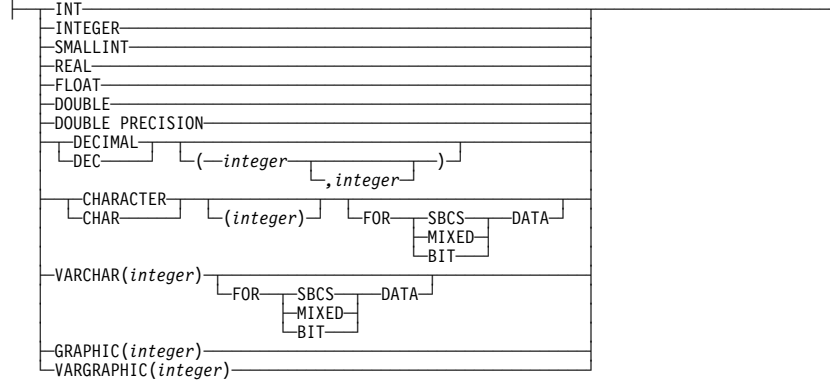 INT
INTEGER
SMALLINT
REAL
FLOAT
DOUBLE
DOUBLE PRECISION
DECIMAL
DEC ( integer )
,integer
CHARACTER
CHAR (integer) FOR SBCS DATA
MIXED
BIT
VARCHAR(integer)
FOR SBCS DATA
MIXED
BIT
GRAPHIC(integer)
VARGRAPHIC(integer)